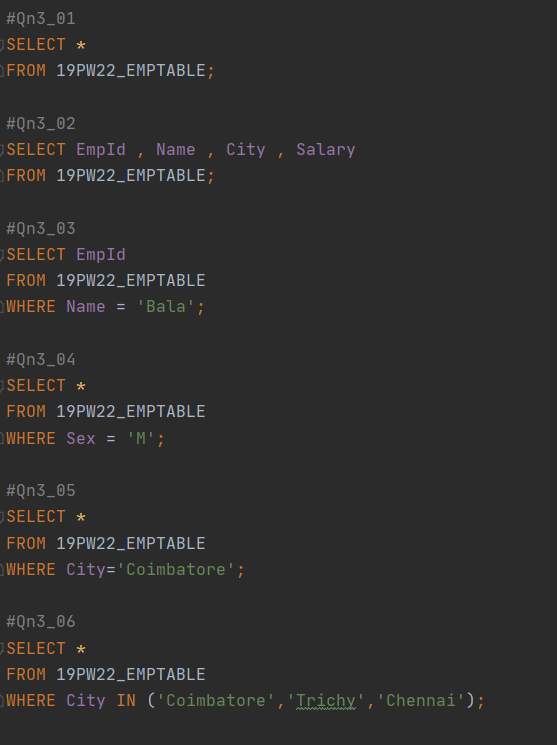 #Qn3_01
SELECT *
FROM 19PW22_EMPTABLE;
#Qn3_02
SELECT EmpId , Name , City , Salary
FROM 19PW22_EMPTABLE;
#Qn3_03
SELECT EmpId
FROM 19PW22_EMPTABLE
WHERE Name = 'Bala';
#Qn3_04
SELECT *
FROM 19PW22_EMPTABLE
WHERE Sex = 'M';
#Qn3_05
SELECT *
FROM 19PW22_EMPTABLE
WHERE City='Coimbatore';
#Qn3_06
SELECT *
FROM 19PW22_EMPTABLE
WHERE City IN ('Coimbatore','Trichy','Chennai');